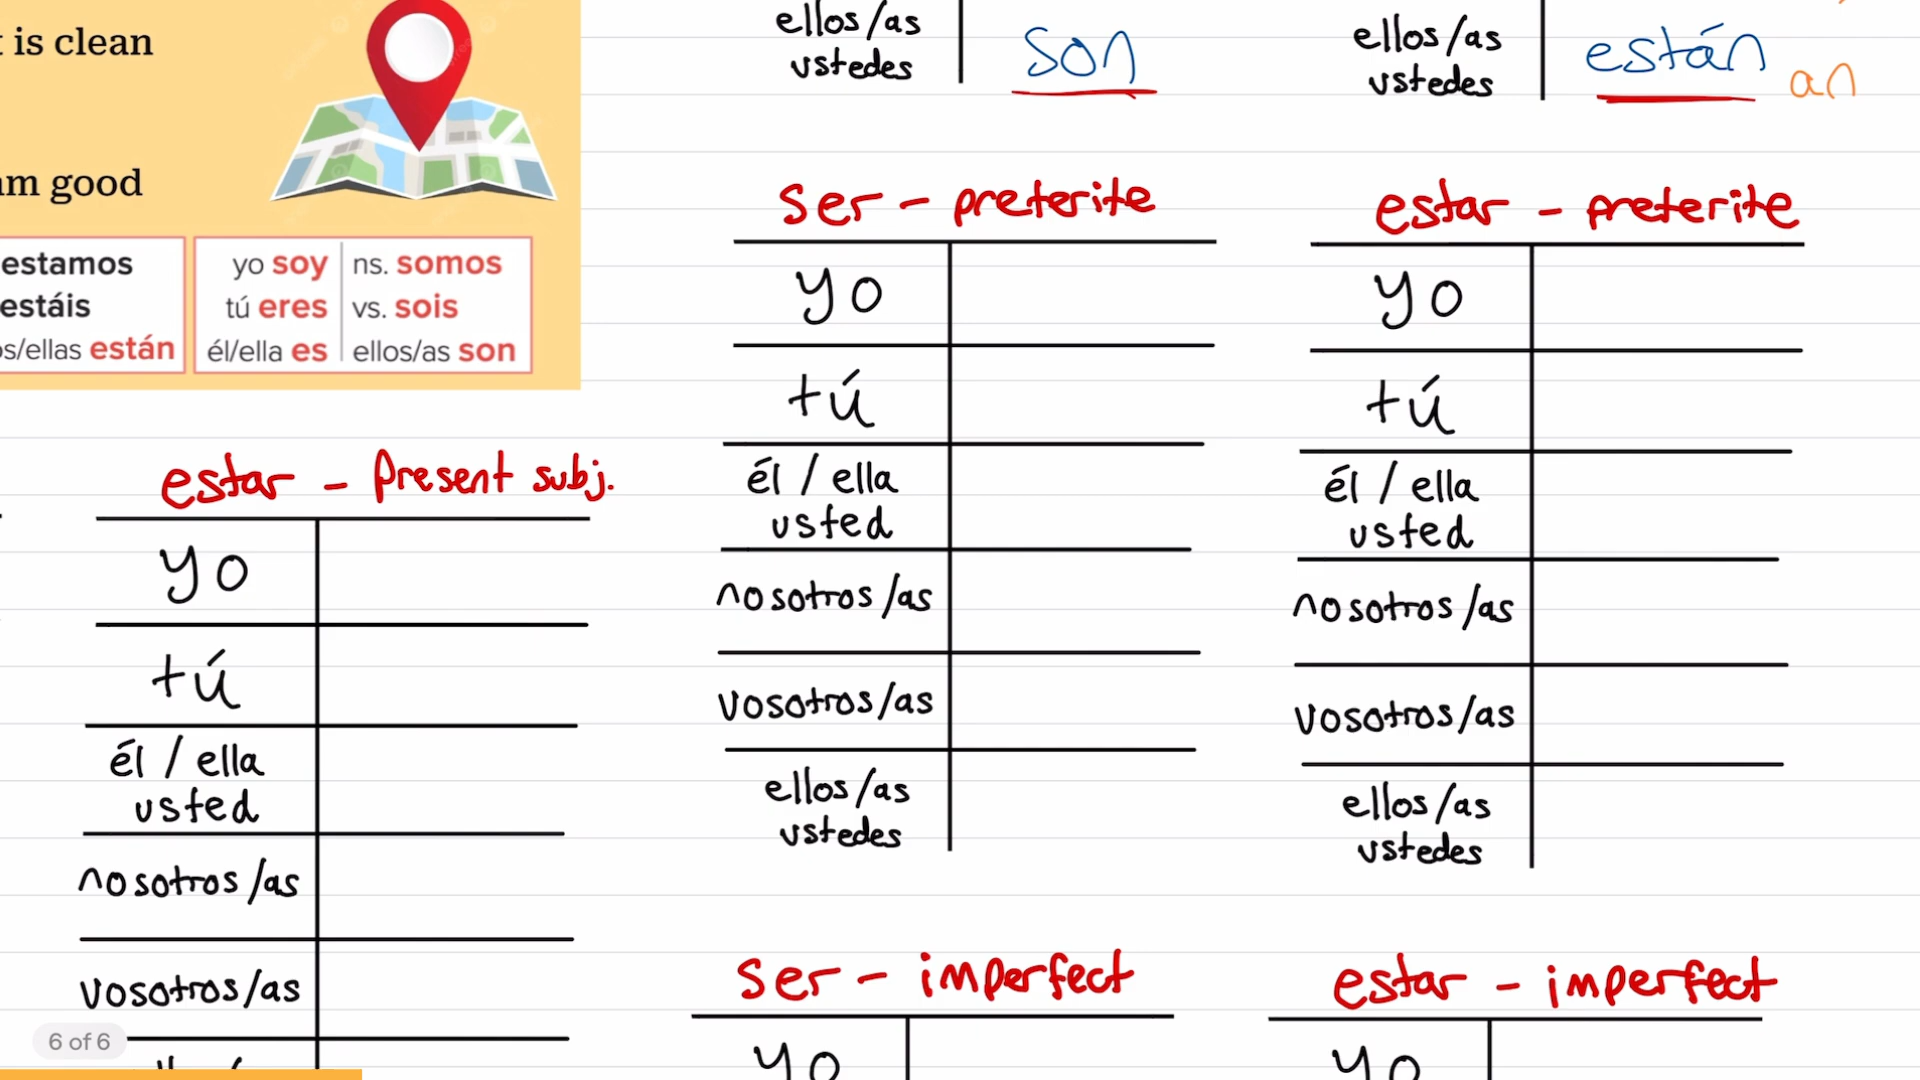 is clean
am good
estamos
estáis
os/ellas están
yo soy ns. somos
tú eres vs. sois
él/ella es ellos/as son
estar - Present subj.
yo
tú
él / ella
usted
nosotros/as
vosotros/as
6 of 6
ellos/as
ustedes
son
ser - preterite
yo
tú
él / ella
usted
nosotros/as
vosotros/as
ellos/as
ustedes
ser - imperfect
yo
ellos/as
ustedes
están
an
estar - preterite
yo
tú
él / ella
usted
nosotros/as
vosotros/as
ellos/as
ustedes
estar - imperfect
yo